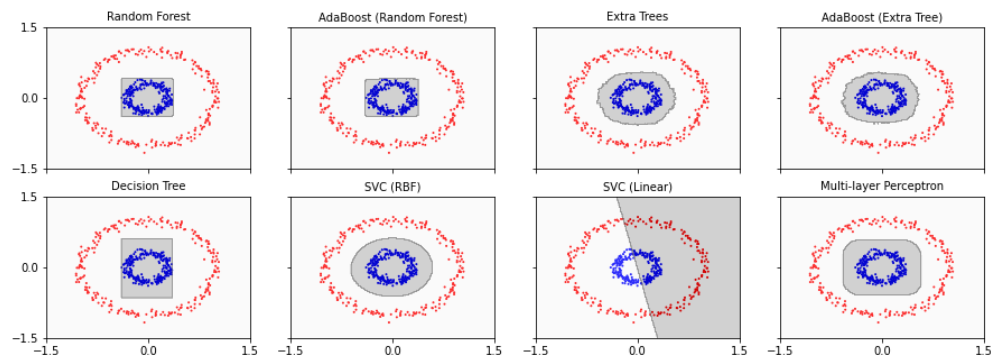 Random Forest
AdaBoost (Random Forest)
Extra Trees
AdaBoost (Extra Tree)
1.5
0.0
−1.5
Decision Tree
SVC (RBF)
SVC (Linear)
Multi-layer Perceptron
1.5
0.0
−1.5
−1.5 0.0 1.5
−1.5 0.0 1.5
−1.5 0.0 1.5
−1.5 0.0 1.5